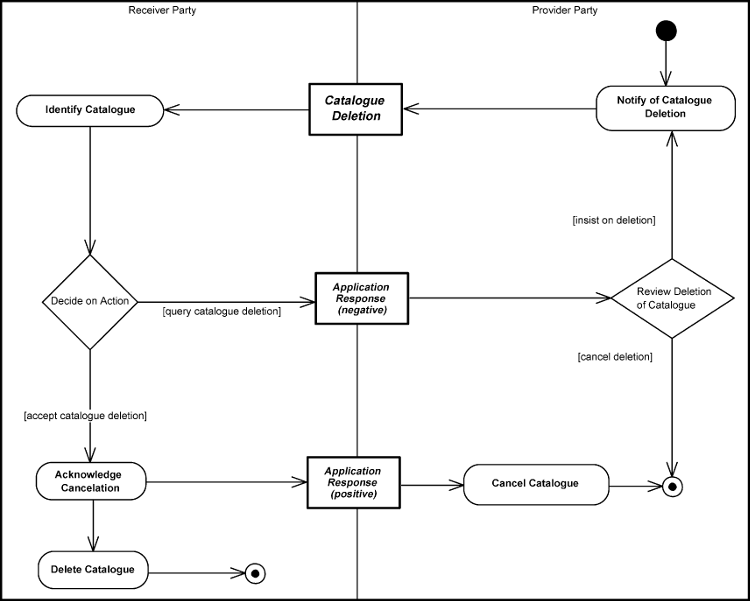 Receiver Party
Provider Party
Identify Catalogue
Catalogue
Deletion
Notify of Catalogue
Deletion
[insist on deletion]
Decide on Action
[query catalogue deletion]
Application
Response
(negative)
Review Deletion
of Catalogue
[cancel deletion]
[accept catalogue deletion]
Acknowledge
Cancelation
Application
Response
(positive)
Cancel Catalogue
Delete Catalogue